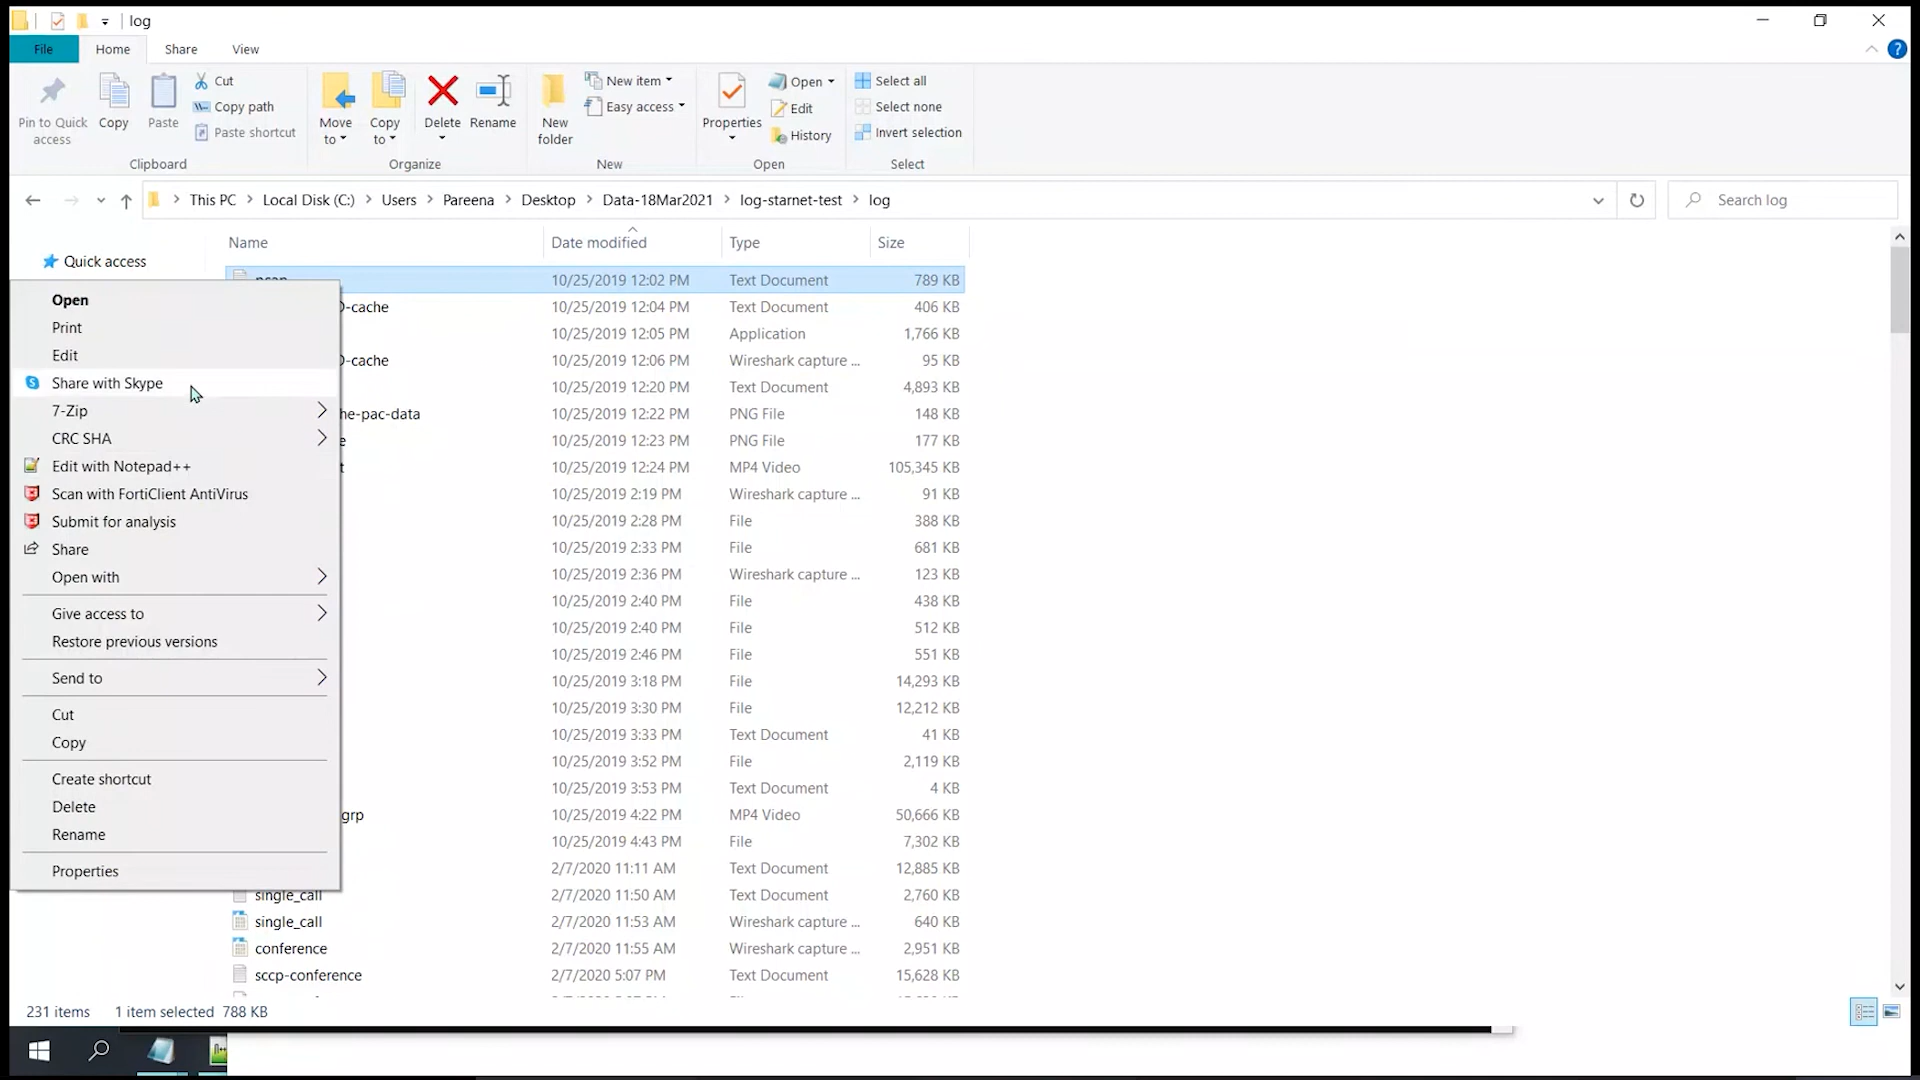 log
File Home Share View
Pin to Quick access
Copy
Paste
Cut
Copy path
Paste shortcut
Clipboard
Move to
Copy to
Delete
Rename
Organize
New folder
New item
Easy access
New
Properties
Open
Edit
History
Open
Select all
Select none
Invert selection
Select
This PC > Local Disk (C:) > Users > Pareena > Desktop > Data-18Mar2021 > log-starnet-test > log
Search log
Name Date modified Type Size
Quick access
10/25/2019 12:02 PM Text Document 789 KB
-cache 10/25/2019 12:04 PM Text Document 406 KB
10/25/2019 12:05 PM Application 1,766 KB
-cache 10/25/2019 12:06 PM Wireshark capture ... 95 KB
10/25/2019 12:20 PM Text Document 4,893 KB
he-pac-data 10/25/2019 12:22 PM PNG File 148 KB
e 10/25/2019 12:23 PM PNG File 177 KB
t 10/25/2019 12:24 PM MP4 Video 105,345 KB
10/25/2019 2:19 PM Wireshark capture ... 91 KB
10/25/2019 2:28 PM File 388 KB
10/25/2019 2:33 PM File 681 KB
10/25/2019 2:36 PM Wireshark capture ... 123 KB
10/25/2019 2:40 PM File 438 KB
10/25/2019 2:40 PM File 512 KB
10/25/2019 2:46 PM File 551 KB
10/25/2019 3:18 PM File 14,293 KB
10/25/2019 3:30 PM File 12,212 KB
10/25/2019 3:33 PM Text Document 41 KB
10/25/2019 3:52 PM File 2,119 KB
10/25/2019 3:53 PM Text Document 4 KB
grp 10/25/2019 4:22 PM MP4 Video 50,666 KB
10/25/2019 4:43 PM File 7,302 KB
2/7/2020 11:11 AM Text Document 12,885 KB
single_call 2/7/2020 11:50 AM Text Document 2,760 KB
single_call 2/7/2020 11:53 AM Wireshark capture ... 640 KB
conference 2/7/2020 11:55 AM Wireshark capture ... 2,951 KB
sccp-conference 2/7/2020 5:07 PM Text Document 15,628 KB
Open
Print
Edit
Share with Skype
7-Zip
CRC SHA
Edit with Notepad++
Scan with FortiClient AntiVirus
Submit for analysis
Share
Open with
Give access to
Restore previous versions
Send to
Cut
Copy
Create shortcut
Delete
Rename
Properties
231 items 1 item selected 788 KB